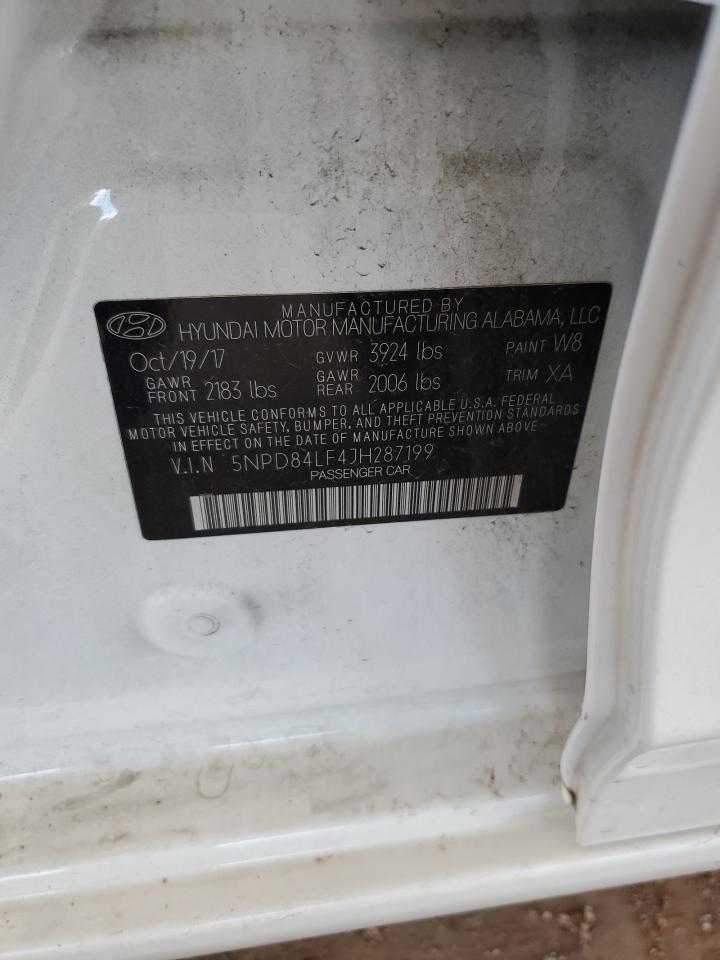 MANUFACTURED BY
HYUNDAI MOTOR MANUFACTURING ALABAMA, LLC
Oct/19/17 GVWR 3924 lbs PAINT W8
GAWR FRONT 2183 lbs GAWR REAR 2006 lbs TRIM XA
THIS VEHICLE CONFORMS TO ALL APPLICABLE U.S.A. FEDERAL
MOTOR VEHICLE SAFETY, BUMPER, AND THEFT PREVENTION STANDARDS
IN EFFECT ON THE DATE OF MANUFACTURE SHOWN ABOVE.
V.I.N 5NPD84LF4JH287199
PASSENGER CAR